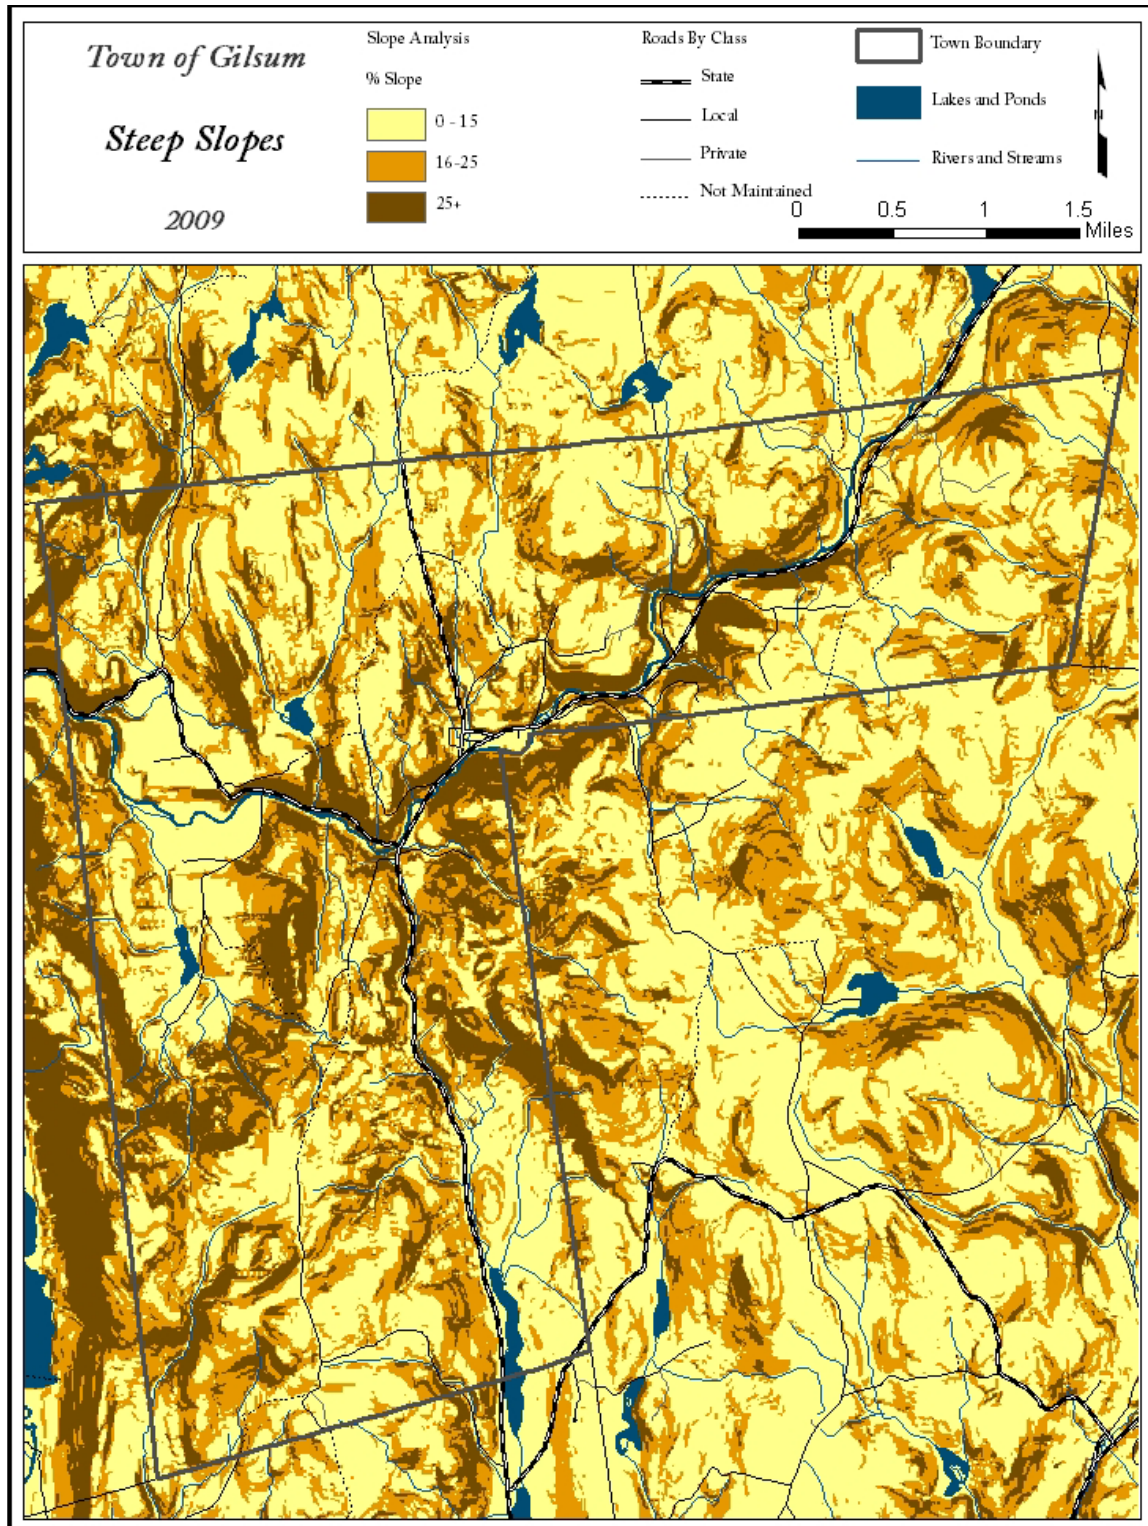 Town of Gilsum
Steep Slopes
2009
Slope Analysis
% Slope
0 - 15
16-25
25+
Roads By Class
State
Local
Private
Not Maintained
Town Boundary
Lakes and Ponds
Rivers and Streams
N
0 0.5 1 1.5
Miles